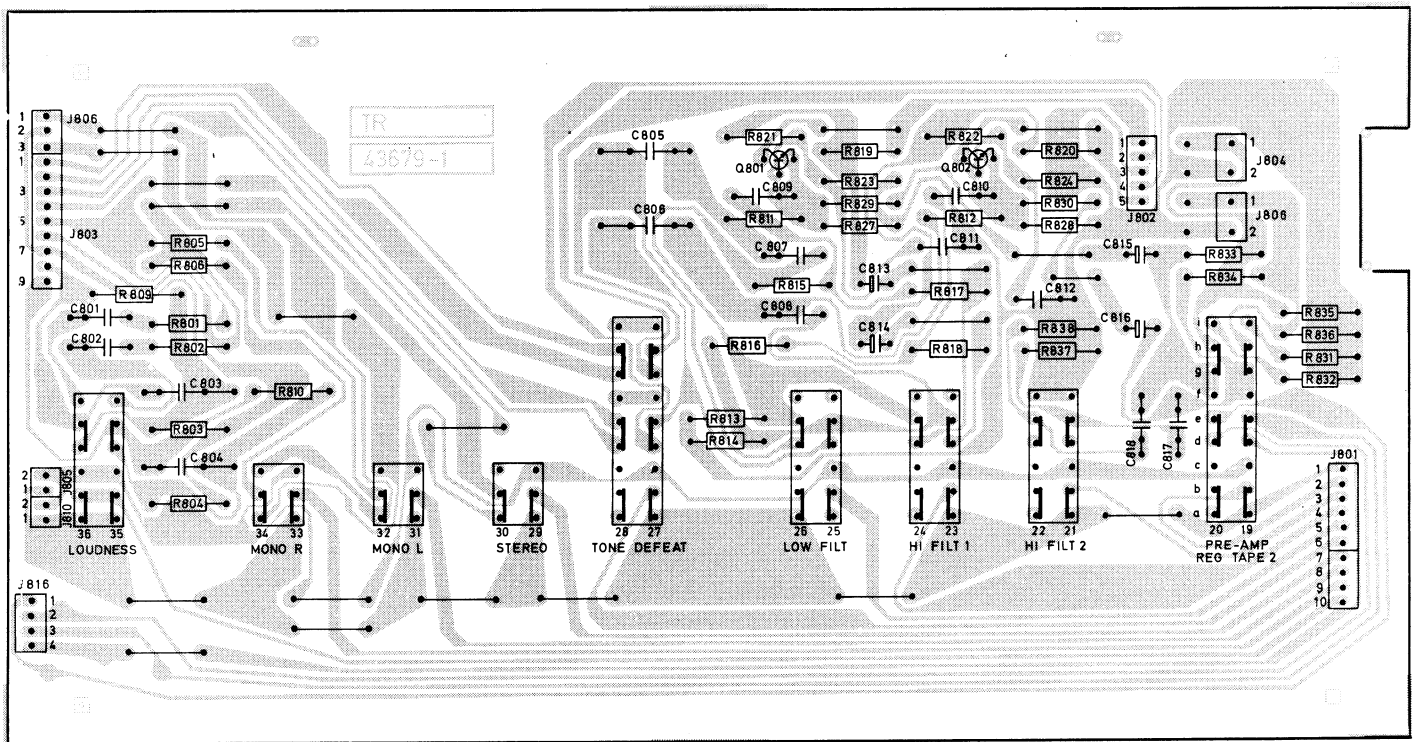 TR
43679-1
1
2
3
1
3
5
7
9
J806
J803
R805
R806
R809
C801
R801
C802
R802
C803
R810
R803
C804
R804
2
1
2
1
J805
J810
36 35
LOUDNESS
34 33
MONO R
32 31
MONO L
30 29
STEREO
28 27
TONE DEFEAT
C805
C806
R821
Q801
C809
R811
C807
R815
C808
R816
R813
R814
R819
R823
R829
R827
C813
C814
R822
Q802
C810
R812
C811
R817
R818
R820
R824
R830
R828
C812
R838
R837
26 25
LOW FILT
24 23
HI FILT 1
22 21
HI FILT 2
1
2
3
4
5
J802
C815
C816
C818
C817
1
2
J804
1
2
J806
R833
R834
i
h
g
f
e
d
c
b
a
20 19
PRE-AMP
REG TAPE 2
R835
R836
R831
R832
J801
1
2
3
4
5
6
7
8
9
10
J816
1
2
3
4